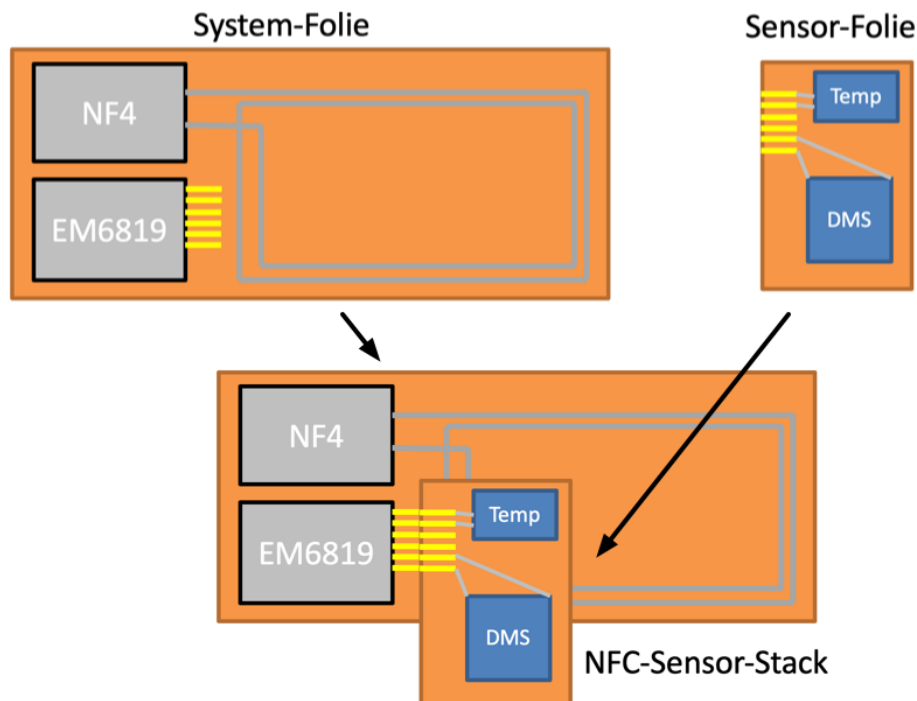 System-Folie
Sensor-Folie
NF4
Temp
EM6819
DMS
NF4
Temp
EM6819
DMS
NFC-Sensor-Stack